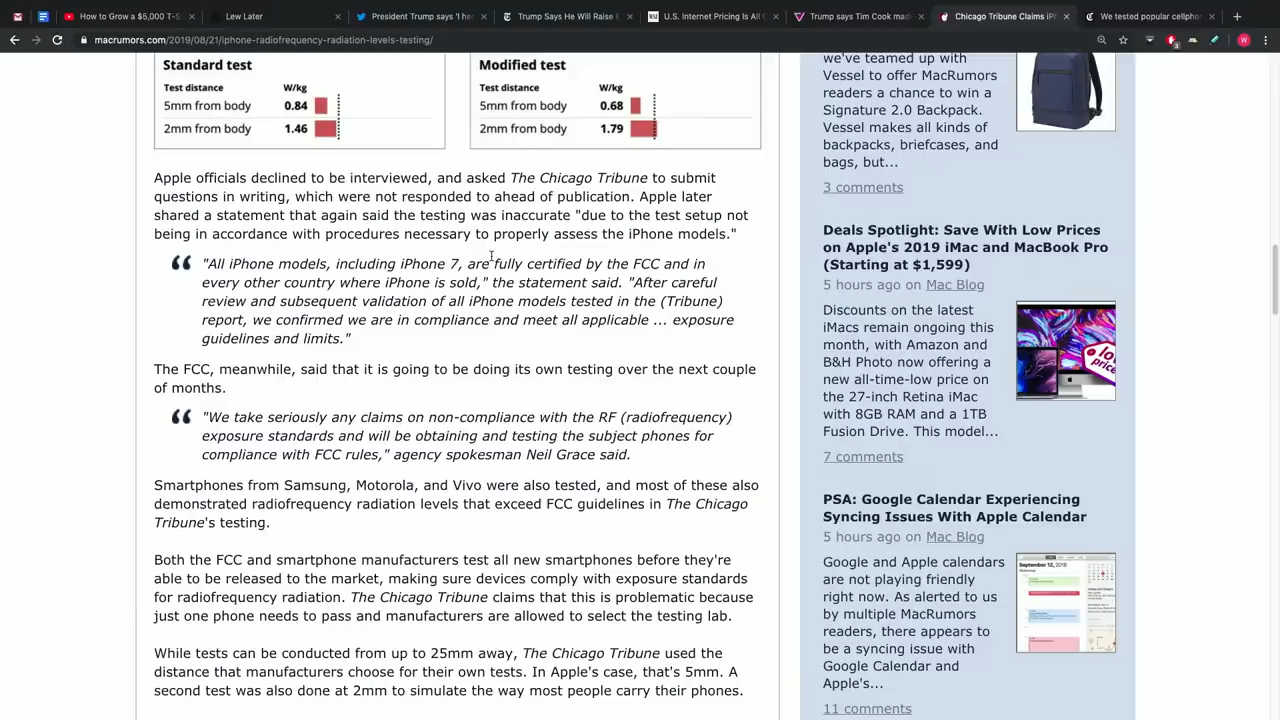 How to Grow a $5,000 T-S
Lew Later
President Trump says 'I her
Trump Says He Will Raise
U.S. Internet Pricing Is All
Trump says Tim Cook mad
Chicago Tribune Claims iPh
We tested popular cellpho
macrumors.com/2019/08/21/iphone-radiofrequency-radiation-levels-testing/
Standard test
Test distance W/kg
5mm from body 0.84
2mm from body 1.46
Modified test
Test distance W/kg
5mm from body 0.68
2mm from body 1.79
Apple officials declined to be interviewed, and asked The Chicago Tribune to submit
questions in writing, which were not responded to ahead of publication. Apple later
shared a statement that again said the testing was inaccurate "due to the test setup not
being in accordance with procedures necessary to properly assess the iPhone models."
"All iPhone models, including iPhone 7, are fully certified by the FCC and in
every other country where iPhone is sold," the statement said. "After careful
review and subsequent validation of all iPhone models tested in the (Tribune)
report, we confirmed we are in compliance and meet all applicable ... exposure
guidelines and limits."
The FCC, meanwhile, said that it is going to be doing its own testing over the next couple
of months.
"We take seriously any claims on non-compliance with the RF (radiofrequency)
exposure standards and will be obtaining and testing the subject phones for
compliance with FCC rules," agency spokesman Neil Grace said.
Smartphones from Samsung, Motorola, and Vivo were also tested, and most of these also
demonstrated radiofrequency radiation levels that exceed FCC guidelines in The Chicago
Tribune's testing.
Both the FCC and smartphone manufacturers test all new smartphones before they're
able to be released to the market, making sure devices comply with exposure standards
for radiofrequency radiation. The Chicago Tribune claims that this is problematic because
just one phone needs to pass and manufacturers are allowed to select the testing lab.
While tests can be conducted from up to 25mm away, The Chicago Tribune used the
distance that manufacturers choose for their own tests. In Apple's case, that's 5mm. A
second test was also done at 2mm to simulate the way most people carry their phones.
we've teamed up with
Vessel to offer MacRumors
readers a chance to win a
Signature 2.0 Backpack.
Vessel makes all kinds of
backpacks, briefcases, and
bags, but...
3 comments
Deals Spotlight: Save With Low Prices
on Apple's 2019 iMac and MacBook Pro
(Starting at $1,599)
5 hours ago on Mac Blog
Discounts on the latest
iMacs remain ongoing this
month, with Amazon and
B&H Photo now offering a
new all-time-low price on
the 27-inch Retina iMac
with 8GB RAM and a 1TB
Fusion Drive. This model...
low
price
7 comments
PSA: Google Calendar Experiencing
Syncing Issues With Apple Calendar
5 hours ago on Mac Blog
Google and Apple calendars
are not playing friendly
right now. As alerted to us
by multiple MacRumors
readers, there appears to
be a syncing issue with
Google Calendar and
Apple's...
September 12, 2018
11 comments